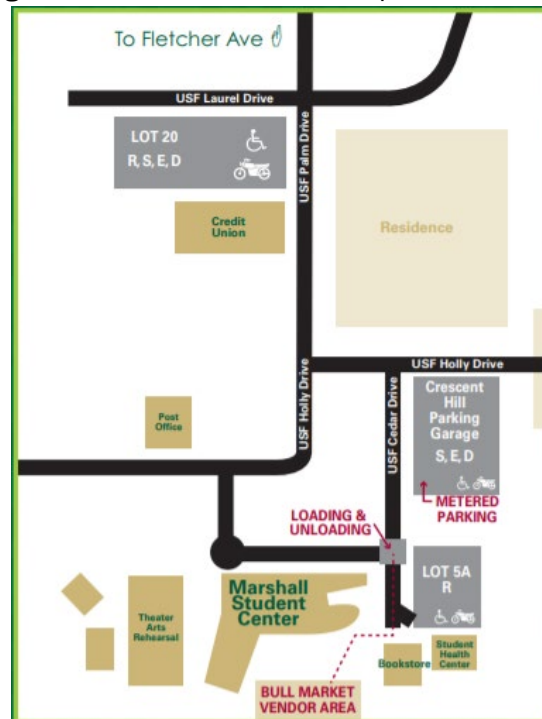 To Fletcher Ave
USF Laurel Drive
LOT 20
R, S, E, D
USF Palm Drive
Credit
Union
Residence
USF Holly Drive
USF Holly Drive
USF Cedar Drive
Crescent
Hill
Parking
Garage
S, E, D
Post
Office
METERED
PARKING
LOADING &
UNLOADING
LOT 5A
R
Marshall
Student
Center
Theater
Arts
Rehearsal
Bookstore
Student
Health
Center
BULL MARKET
VENDOR AREA